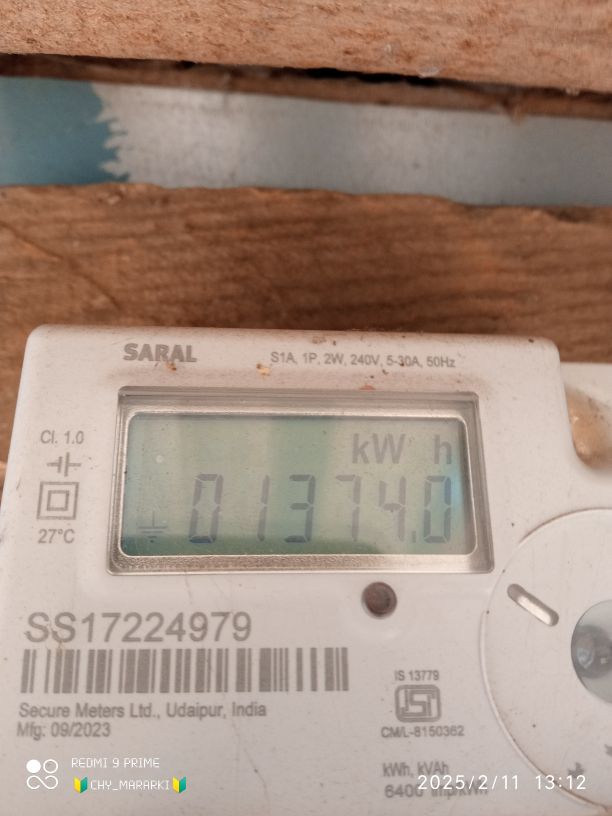 SARAL
S1A, 1P, 2W, 240V, 5-30A, 50Hz
Cl. 1.0
kW h
01374.0
27°C
SS17224979
IS 13779
Secure Meters Ltd., Udaipur, India
Mfg: 09/2023
CM/L-8150362
kWh, kVAh
6400
REDMI 9 PRIME
🔰CHY_MARARKI🔰
2025/2/11 13:12